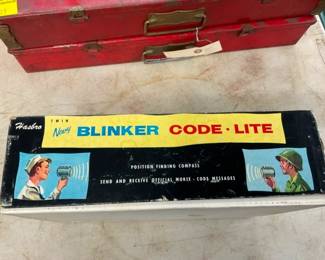 Hasbro
TWIN
Navy BLINKER CODE·LITE
POSITION FINDING COMPASS
SEND AND RECEIVE OFFICIAL MORSE-CODE MESSAGES